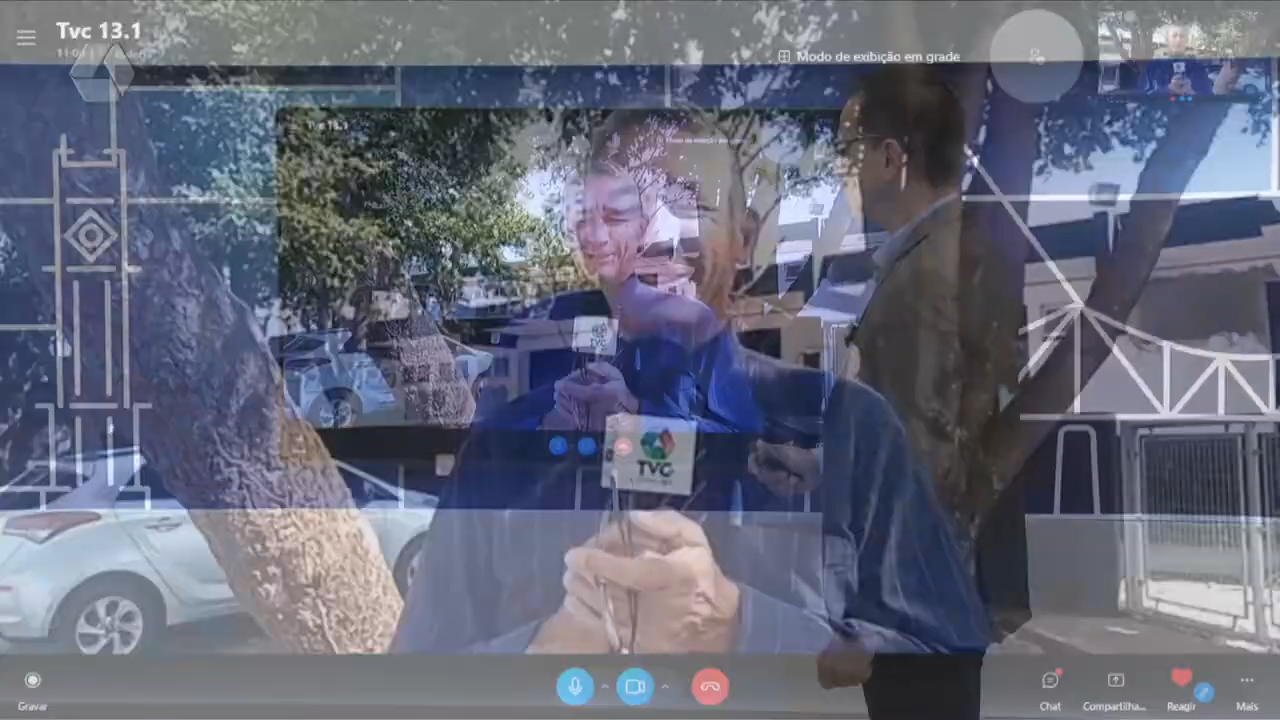 Tvc 13.1
Modo de exibição em grade
TVC
Gravar
Chat
Compartilha...
Reagir
Mais